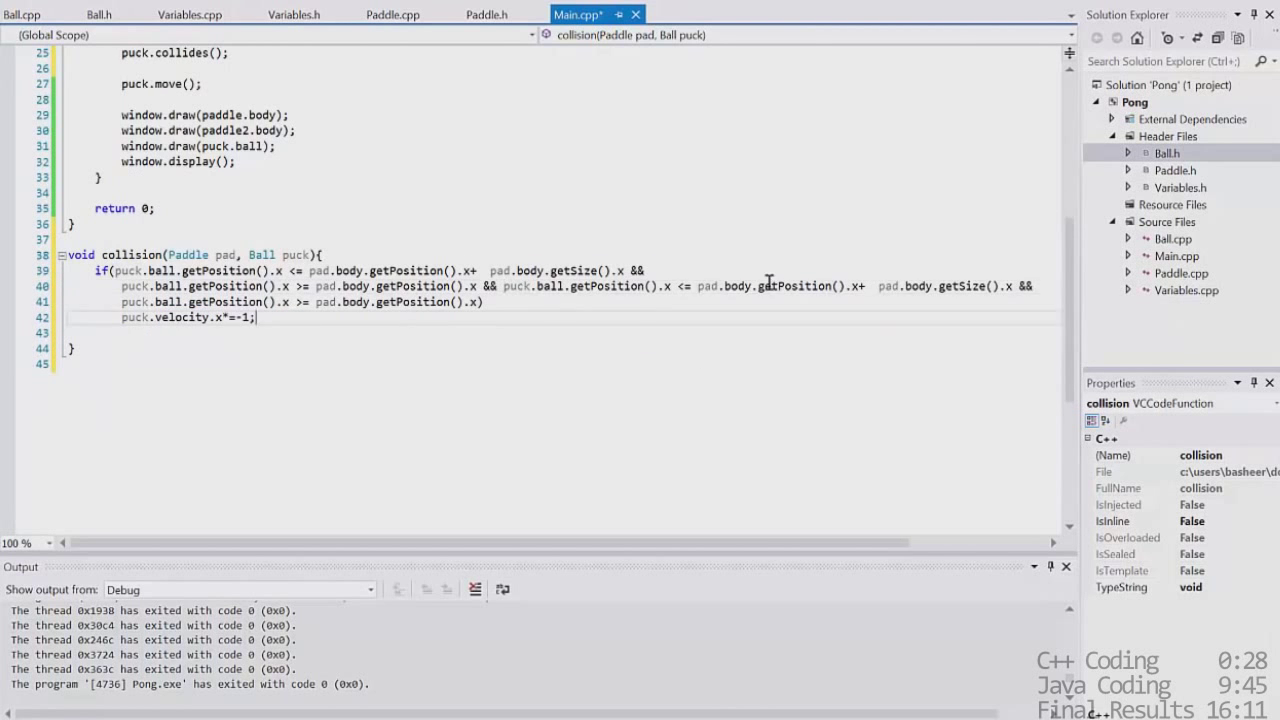 Ball.cpp Ball.h Variables.cpp Variables.h Paddle.cpp Paddle.h Main.cpp*
(Global Scope) collision(Paddle pad, Ball puck)
25 puck.collides();
26
27 puck.move();
28
29 window.draw(paddle.body);
30 window.draw(paddle2.body);
31 window.draw(puck.ball);
32 window.display();
33 }
34
35 return 0;
36 }
37
38 void collision(Paddle pad, Ball puck){
39 if(puck.ball.getPosition().x <= pad.body.getPosition().x+  pad.body.getSize().x &&
40 puck.ball.getPosition().x >= pad.body.getPosition().x && puck.ball.getPosition().x <= pad.body.getPosition().x+  pad.body.getSize().x &&
41 puck.ball.getPosition().x >= pad.body.getPosition().x)
42 puck.velocity.x*=-1;
43
44 }
45
100 %
Output
Show output from: Debug
The thread 0x1938 has exited with code 0 (0x0).
The thread 0x30c4 has exited with code 0 (0x0).
The thread 0x246c has exited with code 0 (0x0).
The thread 0x3724 has exited with code 0 (0x0).
The thread 0x363c has exited with code 0 (0x0).
The program '[4736] Pong.exe' has exited with code 0 (0x0).
Solution Explorer
Search Solution Explorer (Ctrl+;)
Solution 'Pong' (1 project)
Pong
External Dependencies
Header Files
Ball.h
Paddle.h
Variables.h
Resource Files
Source Files
Ball.cpp
Main.cpp
Paddle.cpp
Variables.cpp
Properties
collision VCCodeFunction
C++
(Name) collision
File c:\users\basheer\do
FullName collision
IsInjected False
IsInline False
IsOverloaded False
IsSealed False
IsTemplate False
TypeString void
C++ Coding 0:28
Java Coding 9:45
Final Results 16:11
C++